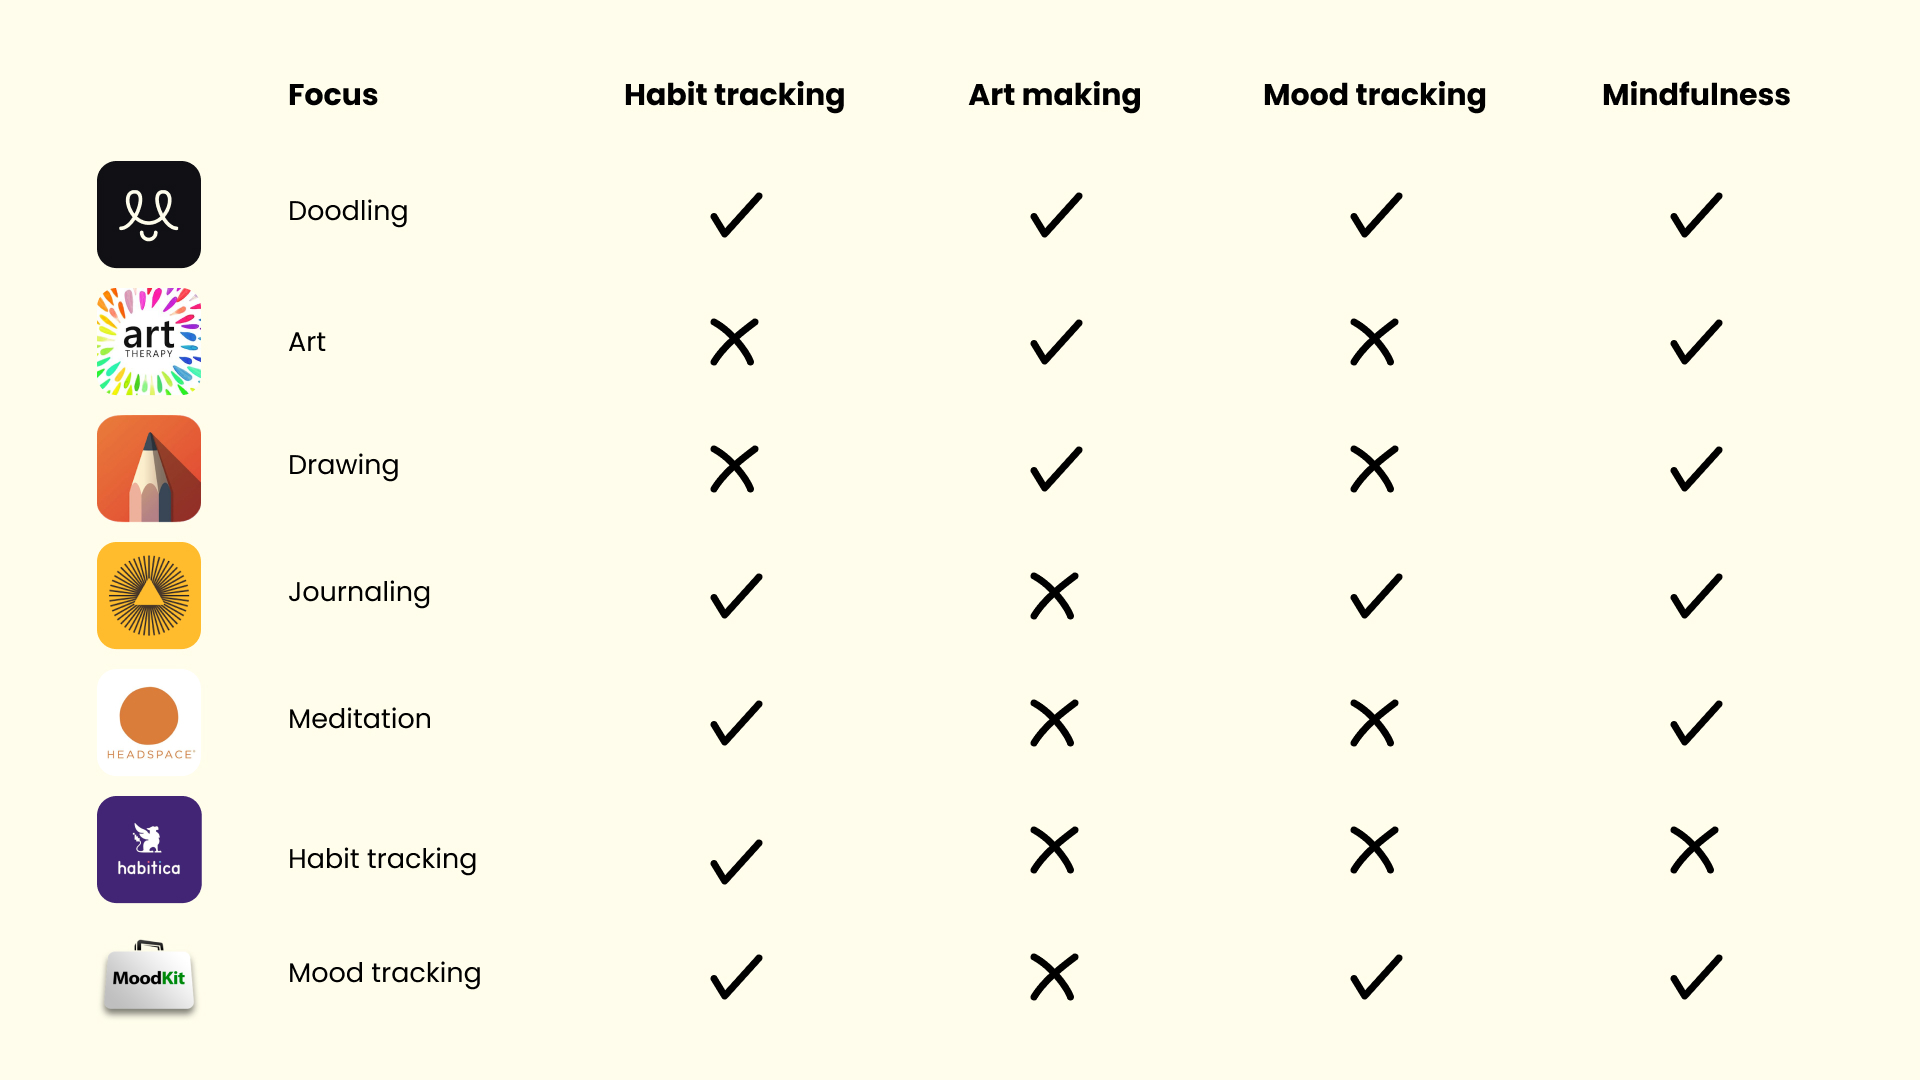 Focus Habit tracking Art making Mood tracking Mindfulness
Doodling
art
THERAPY
Art
Drawing
Journaling
HEADSPACE
Meditation
habitica
Habit tracking
MoodKit
Mood tracking